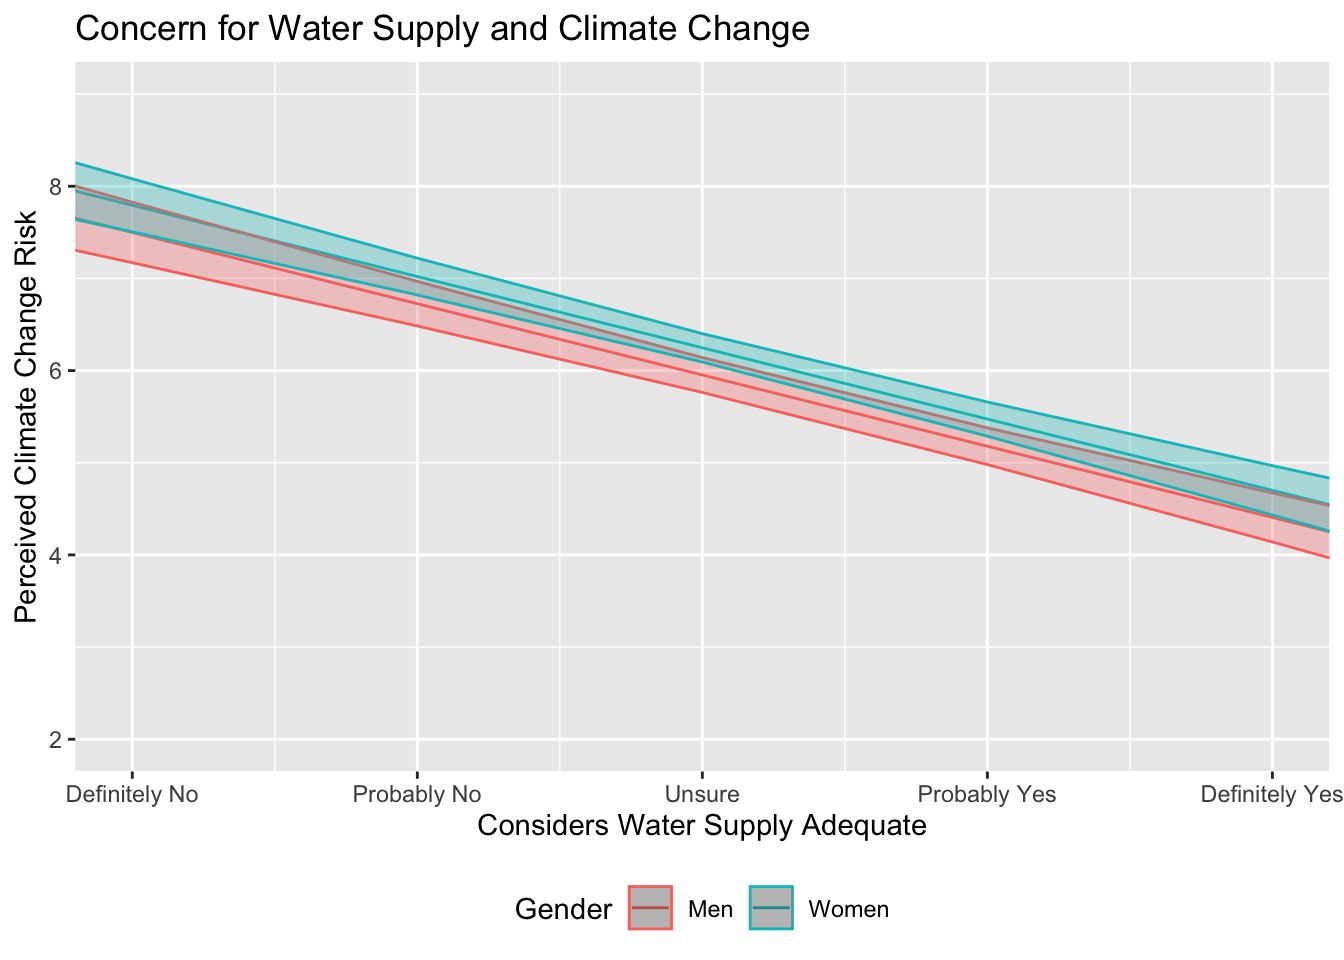 Concern for Water Supply and Climate Change
Perceived Climate Change Risk
8
6
4
2
Definitely No
Probably No
Unsure
Probably Yes
Definitely Yes
Considers Water Supply Adequate
Gender
Men
Women